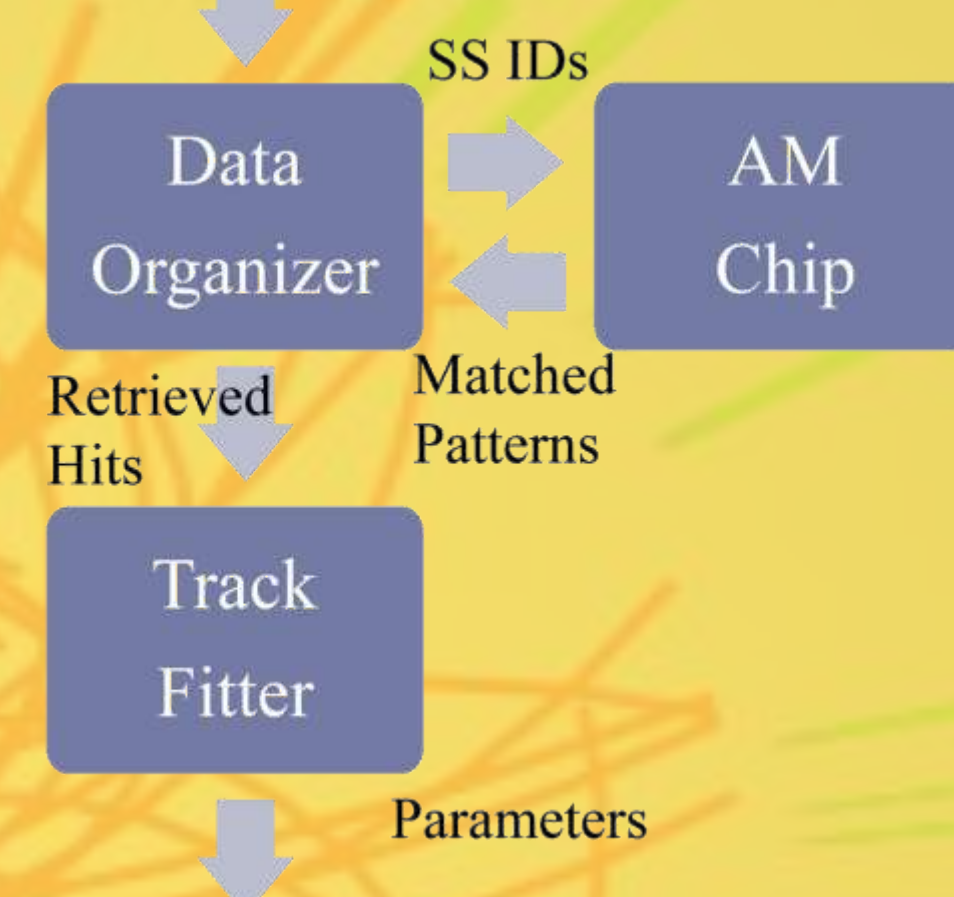 SS IDs
Data
Organizer
AM
Chip
Matched
Patterns
Retrieved
Hits
Track
Fitter
Parameters